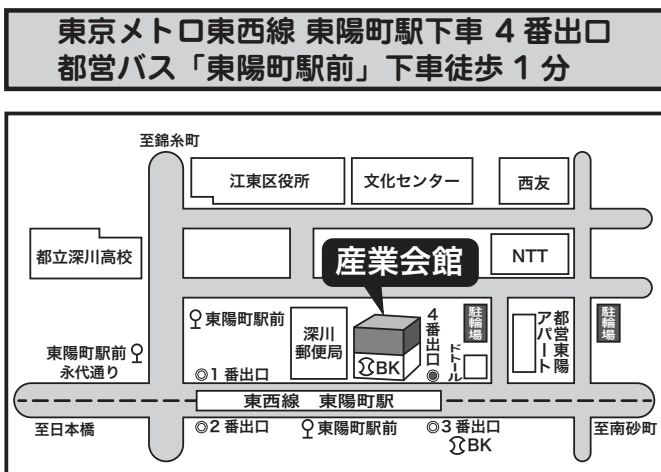 東京メトロ東西線 東陽町駅下車 4番出口
都営バス「東陽町駅前」下車徒歩1分
至錦糸町
江東区役所
文化センター
西友
都立深川高校
NTT
産業会館
東陽町駅前
深川
郵便局
BK
4番出口
ドトール
駐輪場
都営東陽
アパート
駐輪場
東陽町駅前
永代通り
◎1番出口
東西線 東陽町駅
至日本橋
◎2番出口
東陽町駅前
◎3番出口
BK
至南砂町